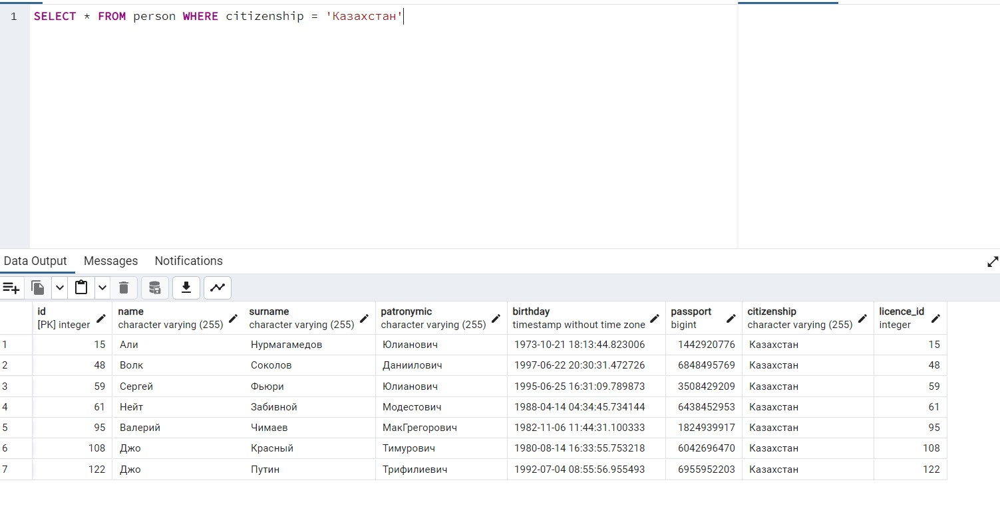 1 SELECT * FROM person WHERE citizenship = 'Казахстан'
Data Output Messages Notifications
id name surname patronymic birthday passport citizenship licence_id
[PK] integer character varying (255) character varying (255) character varying (255) timestamp without time zone bigint character varying (255) integer
1 15 Али Нурмагамедов Юлианович 1973-10-21 18:13:44.823006 1442920776 Казахстан 15
2 48 Волк Соколов Даниилович 1997-06-22 20:30:31.472726 6848495769 Казахстан 48
3 59 Сергей Фьюри Юлианович 1995-06-25 16:31:09.789873 3508429209 Казахстан 59
4 61 Нейт Забивной Модестович 1988-04-14 04:34:45.734144 6438452953 Казахстан 61
5 95 Валерий Чимаев МакГрегорович 1982-11-06 11:44:31.100333 1824939917 Казахстан 95
6 108 Джо Красный Тимурович 1980-08-14 16:33:55.753218 6042696470 Казахстан 108
7 122 Джо Путин Трифилиевич 1992-07-04 08:55:56.955493 6955952203 Казахстан 122